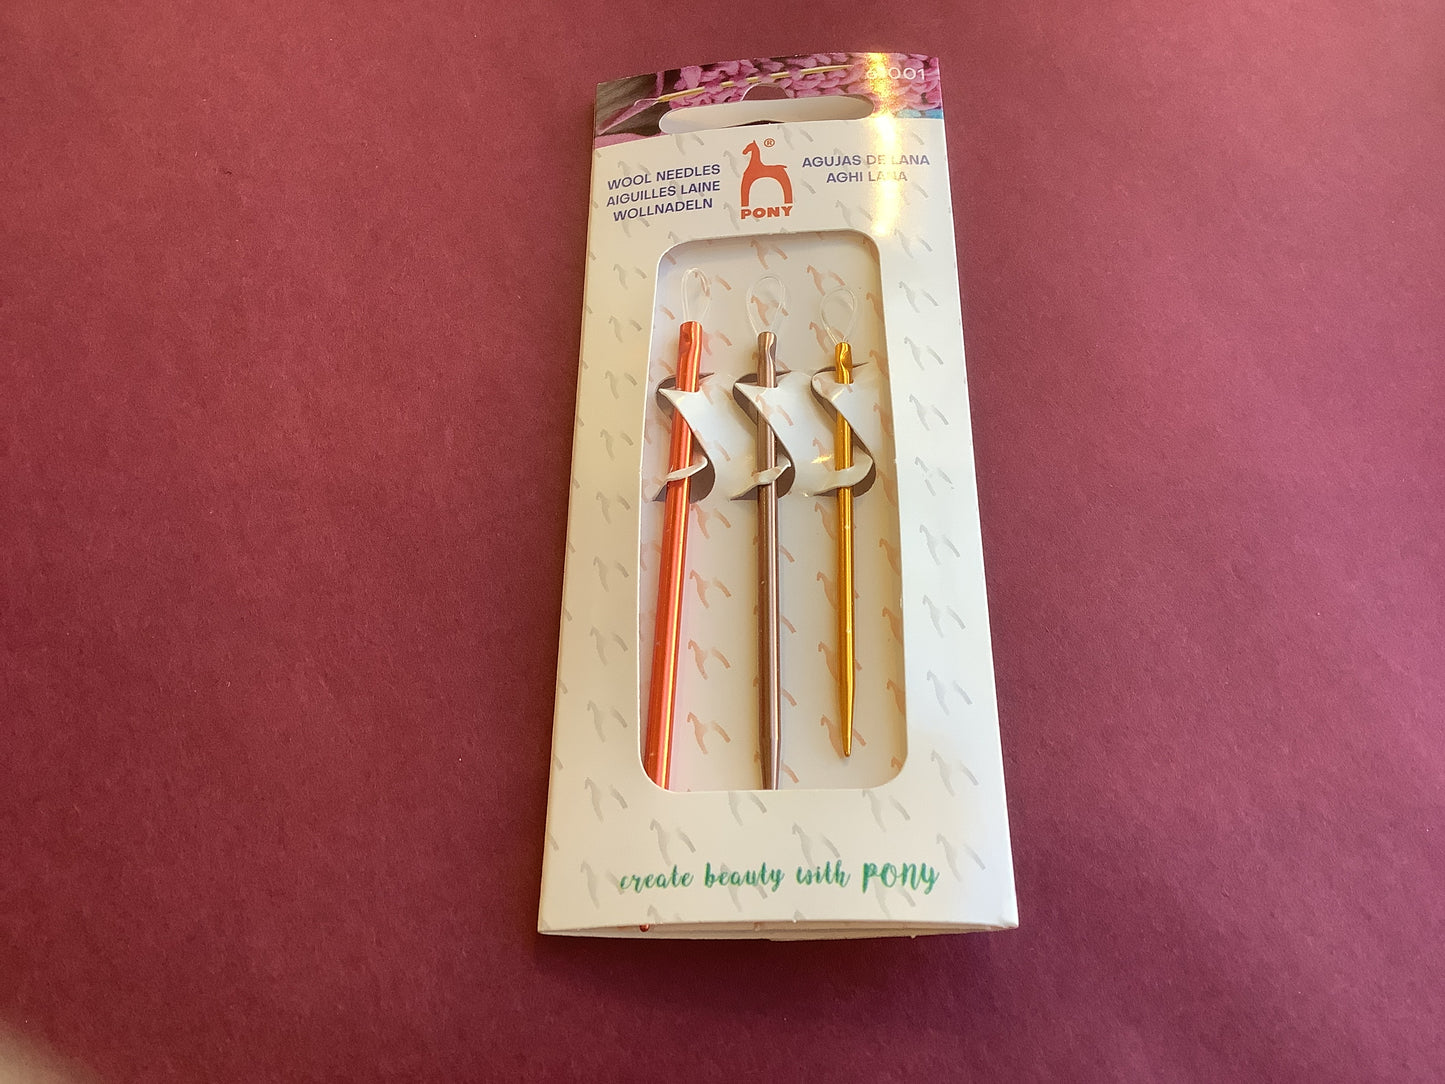 WOOL NEEDLES
AIGUILLES LAINE
WOLLNADELN
®
PONY
AGUJAS DE LANA
AGHI LANA
create beauty with PONY